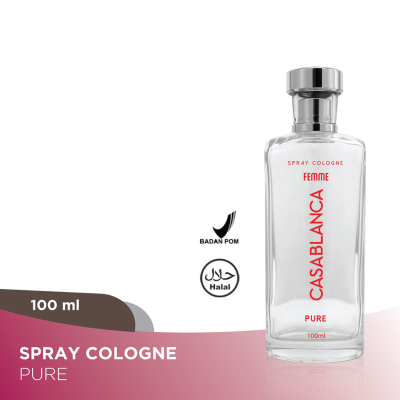 SPRAY COLOGNE
FEMME
CASABLANCA
PURE
100ml
BADAN POM
حلال
Halal
100 ml
SPRAY COLOGNE
PURE